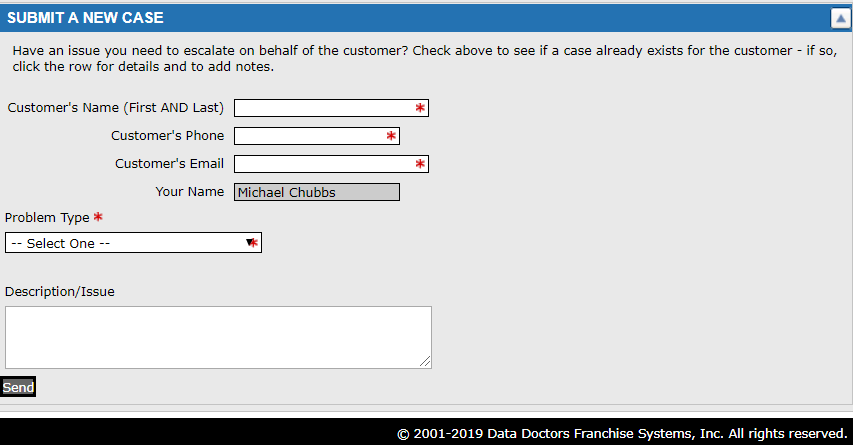 SUBMIT A NEW CASE
Have an issue you need to escalate on behalf of the customer? Check above to see if a case already exists for the customer - if so,
click the row for details and to add notes.
Customer's Name (First AND Last) *
Customer's Phone *
Customer's Email *
Your Name Michael Chubbs
Problem Type *
-- Select One -- *
Description/Issue
Send
© 2001-2019 Data Doctors Franchise Systems, Inc. All rights reserved.